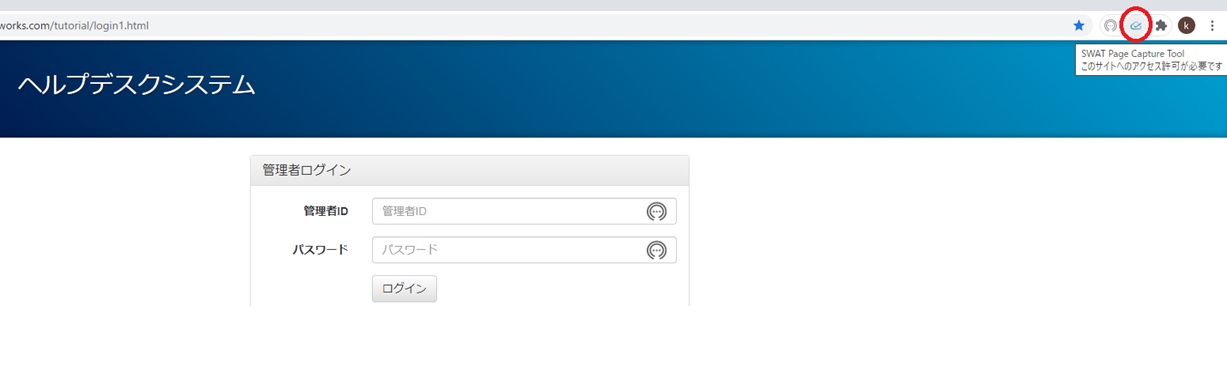 works.com/tutorial/login1.html
k
SWAT Page Capture Tool
このサイトへのアクセス許可が必要です
ヘルプデスクシステム
管理者ログイン
管理者ID
管理者ID
パスワード
パスワード
ログイン